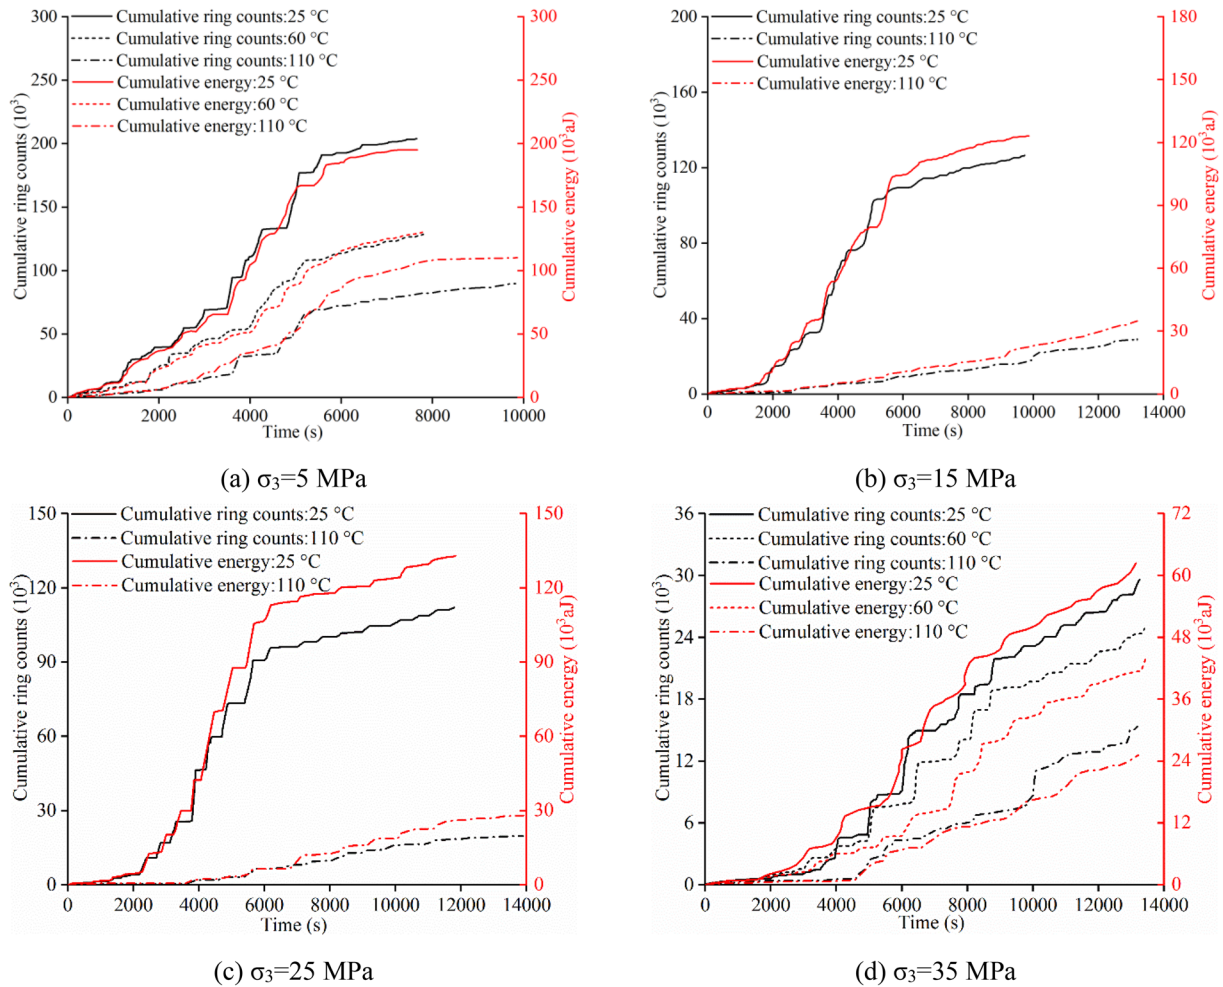 Cumulative ring counts:25 °C
Cumulative ring counts:60 °C
Cumulative ring counts:110 °C
Cumulative energy:25 °C
Cumulative energy:60 °C
Cumulative energy:110 °C
Cumulative ring counts (10³)
300
250
200
150
100
50
0
0 2000 4000 6000 8000 10000
Time (s)
300
250
200
150
100
50
0
Cumulative energy (10³aJ)
(a) σ₃=5 MPa
Cumulative ring counts:25 °C
Cumulative ring counts:110 °C
Cumulative energy:25 °C
Cumulative energy:110 °C
Cumulative ring counts (10³)
200
160
120
80
40
0
0 2000 4000 6000 8000 10000 12000 14000
Time (s)
180
150
120
90
60
30
0
Cumulative energy (10³aJ)
(b) σ₃=15 MPa
Cumulative ring counts:25 °C
Cumulative ring counts:110 °C
Cumulative energy:25 °C
Cumulative energy:110 °C
Cumulative ring counts (10³)
150
120
90
60
30
0
0 2000 4000 6000 8000 10000 12000 14000
Time (s)
150
120
90
60
30
0
Cumulative energy (10³aJ)
(c) σ₃=25 MPa
Cumulative ring counts:25 °C
Cumulative ring counts:60 °C
Cumulative ring counts:110 °C
Cumulative energy:25 °C
Cumulative energy:60 °C
Cumulative energy:110 °C
Cumulative ring counts (10³)
36
30
24
18
12
6
0
0 2000 4000 6000 8000 10000 12000 14000
Time (s)
72
60
48
36
24
12
0
Cumulative energy (10³aJ)
(d) σ₃=35 MPa